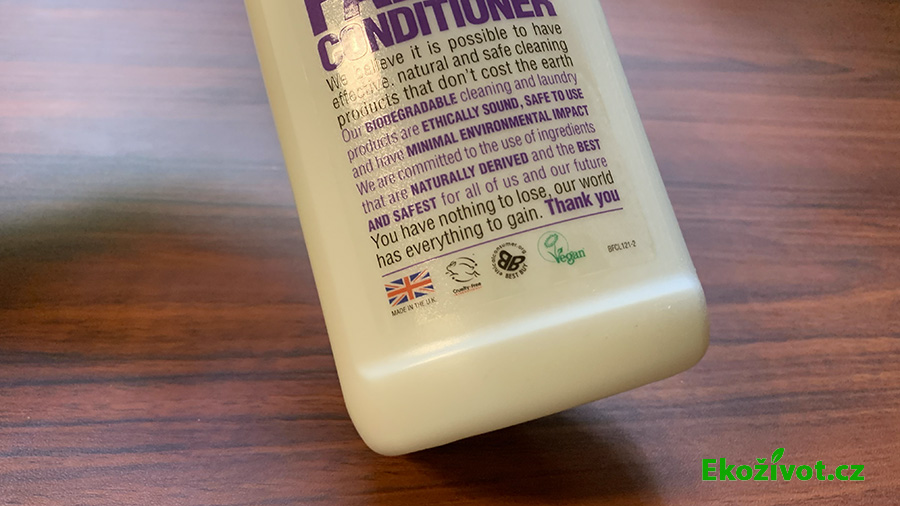 CONDITIONER
We believe it is possible to have
effective, natural and safe cleaning
products that don't cost the earth
Our BIODEGRADABLE cleaning and laundry
products are ETHICALLY SOUND, SAFE TO USE
and have MINIMAL ENVIRONMENTAL IMPACT
We are committed to the use of ingredients
that are NATURALLY DERIVED and the BEST
AND SAFEST for all of us and our future
You have nothing to lose, our world
has everything to gain. Thank you
MADE IN THE U.K.
Cruelty-Free
ethicalconsumer.org
BEST BUY
Vegan
BFCL121-2
Ekoživot.cz